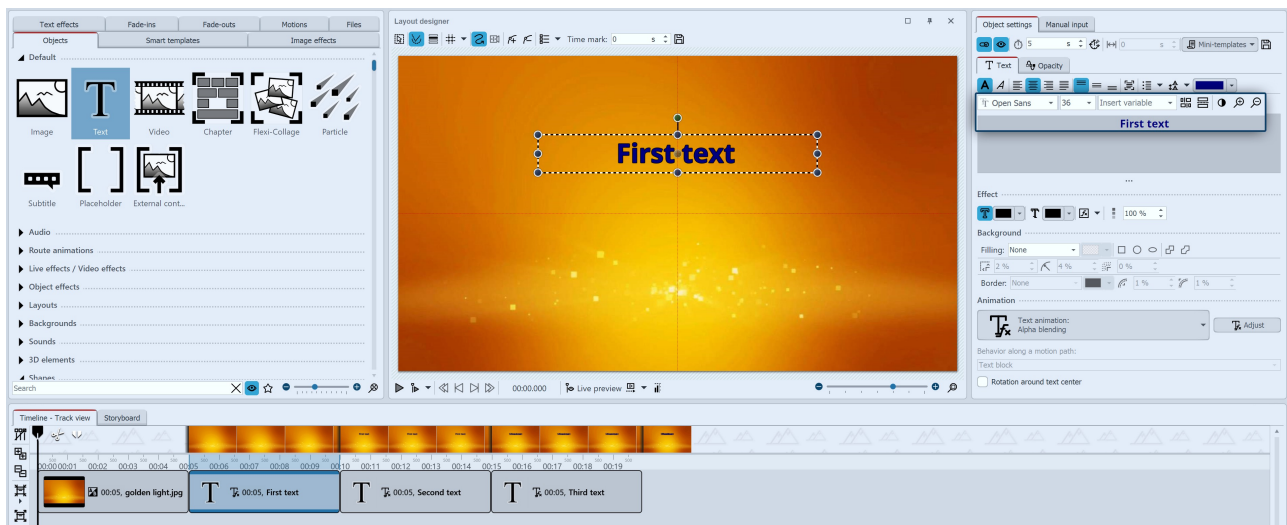 Text effects Fade-ins Fade-outs Motions Files
Objects Smart templates Image effects
Default
Image Text Video Chapter Flexi-Collage Particle
Subtitle Placeholder External cont...
Audio
Route animations
Live effects / Video effects
Object effects
Layouts
Backgrounds
Sounds
3D elements
Shapes
Search
Layout designer
Time mark: 0 s
First text
00:00.000 Live preview
Object settings Manual input
5 s 0 s Mini-templates
Text Opacity
Open Sans 36 Insert variable
First text
Effect
100 %
Background
Filling: None
2 % 4 % 0 %
Border: None 1 % 1 %
Animation
Text animation:
Alpha blending
Adjust
Behavior along a motion path:
Text block
Rotation around text center
Timeline - Track view Storyboard
00:02 00:03 00:04 00:05 00:06 00:07 00:08 00:09 00:10 00:11 00:12 00:13 00:14 00:15 00:16 00:17 00:18 00:19
00:05, golden light.jpg 00:05, First text 00:05, Second text 00:05, Third text